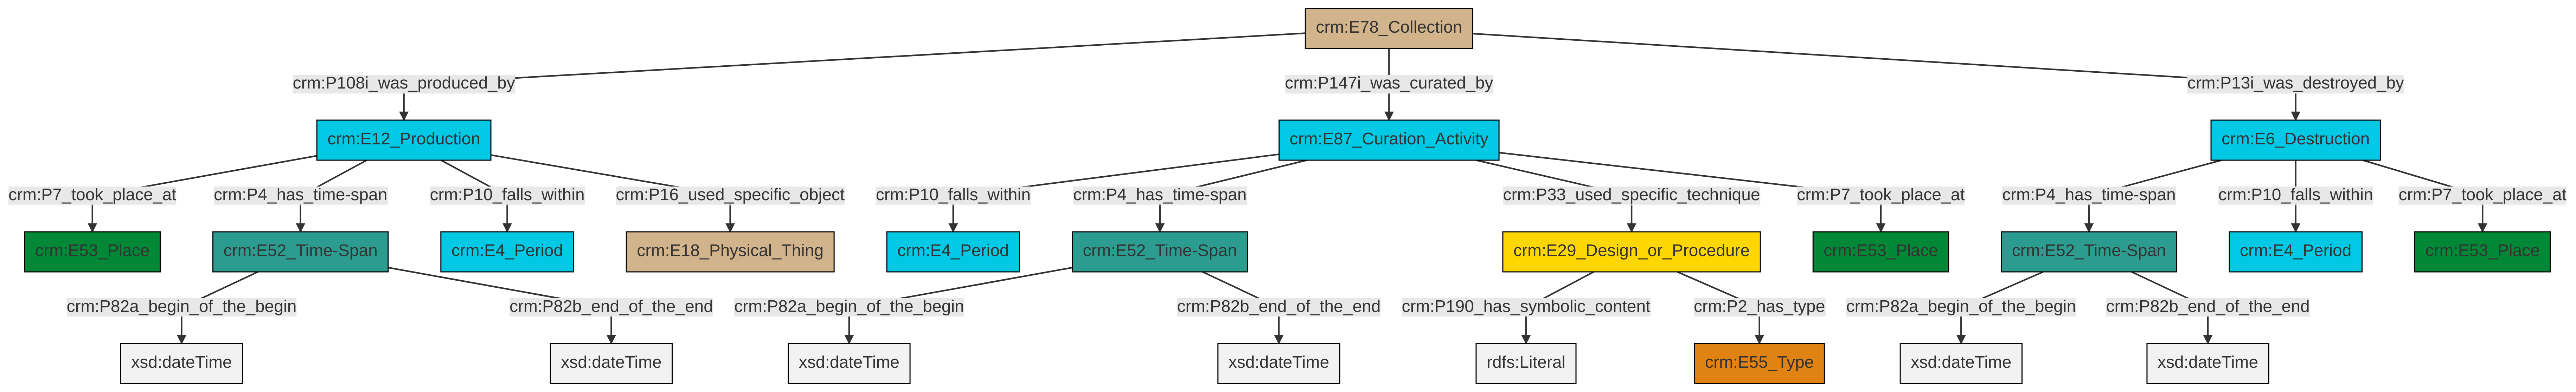 crm:E78_Collection
crm:P108i_was_produced_by
crm:P147i_was_curated_by
crm:P13i_was_destroyed_by
crm:E12_Production
crm:E87_Curation_Activity
crm:E6_Destruction
crm:P7_took_place_at
crm:P4_has_time-span
crm:P10_falls_within
crm:P16_used_specific_object
crm:P10_falls_within
crm:P4_has_time-span
crm:P33_used_specific_technique
crm:P7_took_place_at
crm:P4_has_time-span
crm:P10_falls_within
crm:P7_took_place_at
crm:E53_Place
crm:E52_Time-Span
crm:E4_Period
crm:E18_Physical_Thing
crm:E4_Period
crm:E52_Time-Span
crm:E29_Design_or_Procedure
crm:E53_Place
crm:E52_Time-Span
crm:E4_Period
crm:E53_Place
crm:P82a_begin_of_the_begin
crm:P82b_end_of_the_end
crm:P82a_begin_of_the_begin
crm:P82b_end_of_the_end
crm:P190_has_symbolic_content
crm:P2_has_type
crm:P82a_begin_of_the_begin
crm:P82b_end_of_the_end
xsd:dateTime
xsd:dateTime
xsd:dateTime
xsd:dateTime
rdfs:Literal
crm:E55_Type
xsd:dateTime
xsd:dateTime